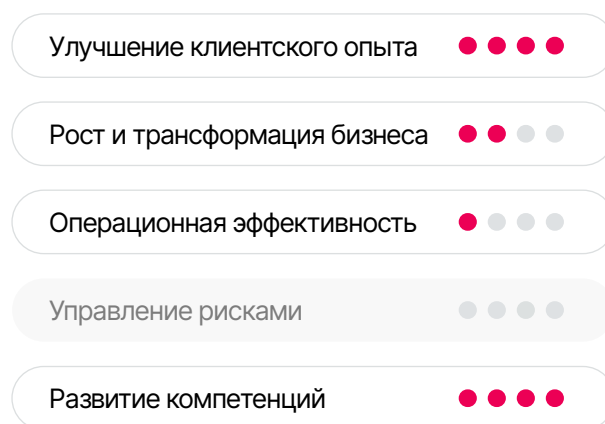 Улучшение клиентского опыта
Рост и трансформация бизнеса
Операционная эффективность
Управление рисками
Развитие компетенций